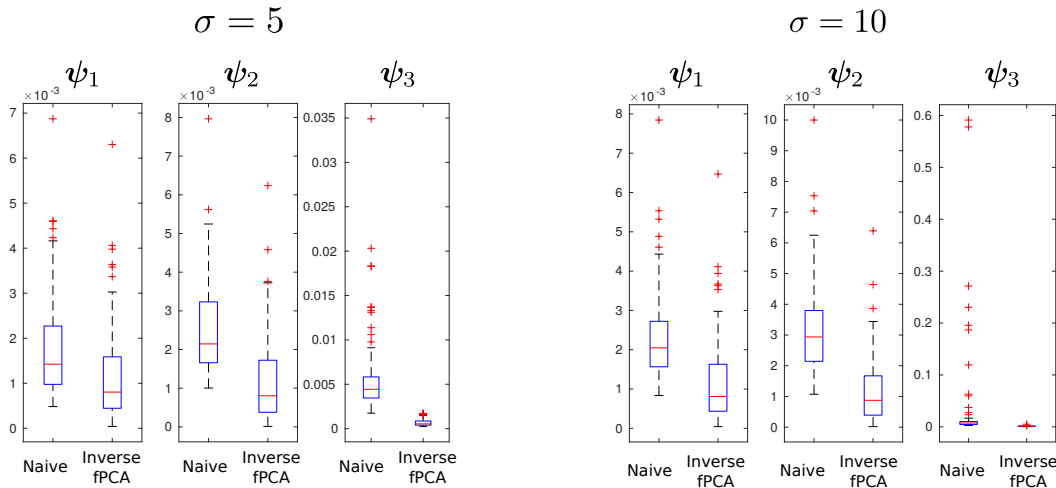 σ = 5
σ = 10
ψ₁
ψ₂
ψ₃
ψ₁
ψ₂
ψ₃
×10⁻³
7
6
5
4
3
2
1
0
Naive
Inverse
fPCA
×10⁻³
8
7
6
5
4
3
2
1
0
Naive
Inverse
fPCA
0.035
0.03
0.025
0.02
0.015
0.01
0.005
0
Naive
Inverse
fPCA
×10⁻³
8
7
6
5
4
3
2
1
0
Naive
Inverse
fPCA
×10⁻³
10
9
8
7
6
5
4
3
2
1
0
Naive
Inverse
fPCA
0.6
0.5
0.4
0.3
0.2
0.1
0
Naive
Inverse
fPCA